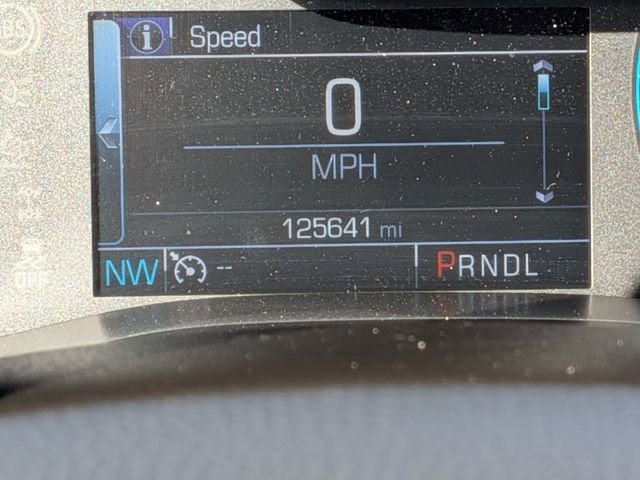 Speed
0
MPH
125641 mi
NW -- PRNDL